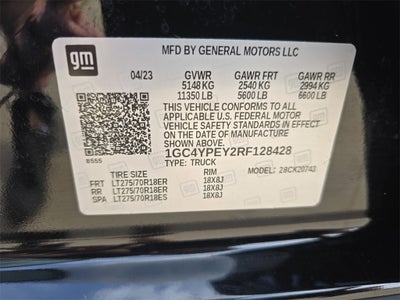 gm
MFD BY GENERAL MOTORS LLC
04/23 GVWR GAWR FRT GAWR RR
5148 KG 2540 KG 2994 KG
11350 LB 5600 LB 6600 LB
THIS VEHICLE CONFORMS TO ALL
APPLICABLE U.S. FEDERAL MOTOR
VEHICLE SAFETY STANDARDS IN EFFECT
ON THE DATE OF MANUFACTURE SHOWN ABOVE.
1GC4YPEY2RF128428
8555 TYPE: TRUCK
TIRE SIZE RIM MODEL: 28CK20743
FRT LT275/70R18ER 18X8J
RR LT275/70R18ER 18X8J
SPA LT275/70R18ES 18X8J